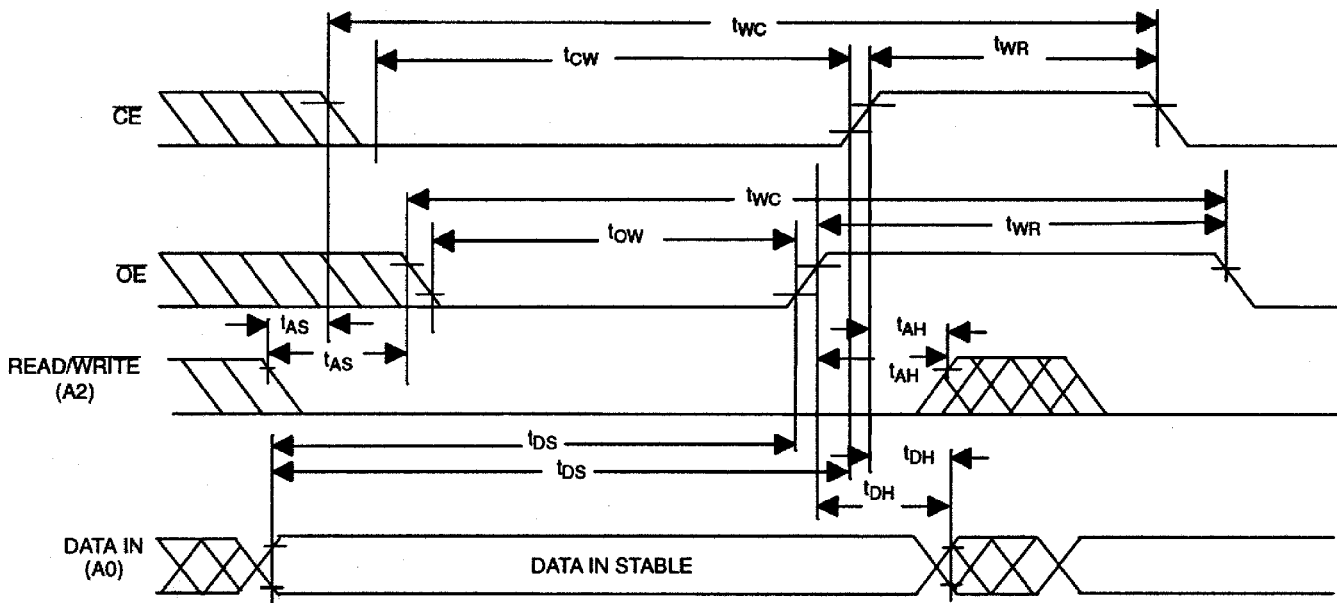 tWC
tCW
tWR
CE
tWC
tWR
tOW
OE
tAS
tAH
tAS
READ/WRITE
(A2)
tAH
tDS
tDS
tDH
tDH
DATA IN
(A0)
DATA IN STABLE